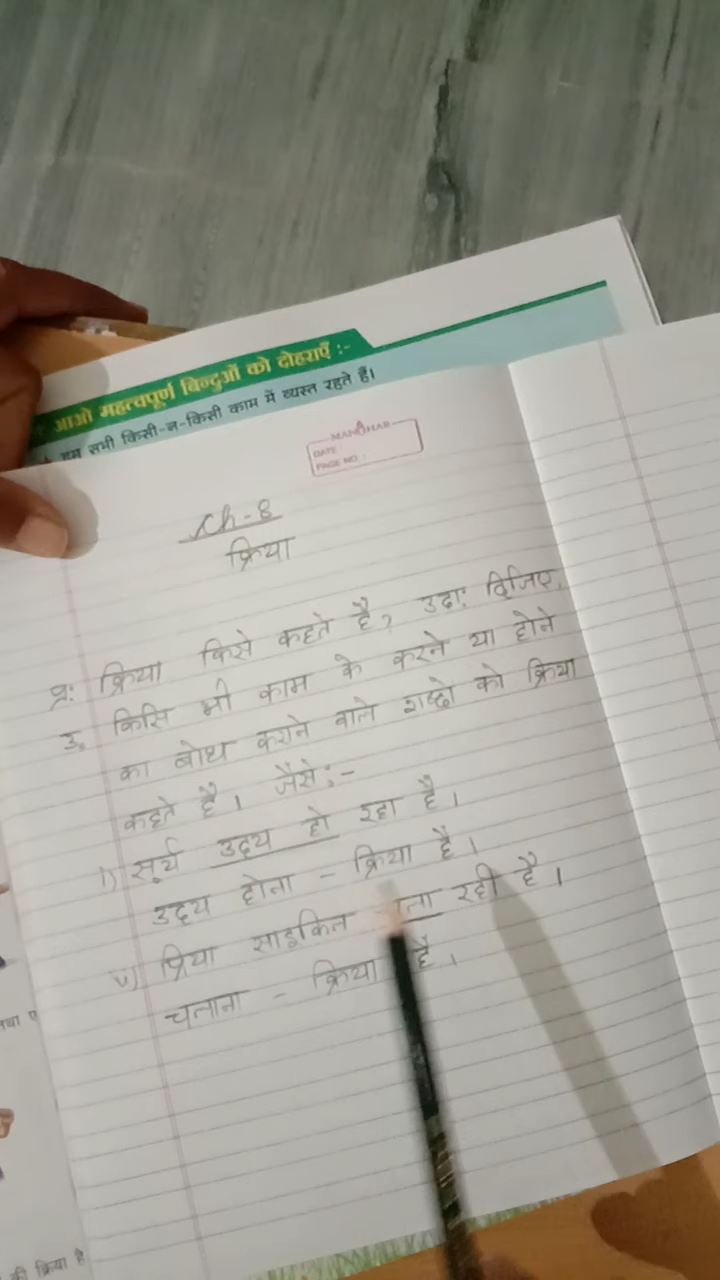 आओ महत्वपूर्ण बिन्दुओं को दोहराएँ :-
हम सभी किसी-न-किसी काम में व्यस्त रहते हैं।
MANOHAR
DATE :
PAGE NO. :
Ch-8
क्रिया
प्र: क्रिया किसे कहते है? उदा: दिजिए,
उ. किसि भी काम के करने या होने
का बोध कराने वाले शब्दो को क्रिया
कहते है। जैसे:-
i) सूर्य उदय हो रहा है।
उदय होना - क्रिया है।
प्रिया साइकिल रही है।
चलाना - क्रिया है।
की क्रिया है